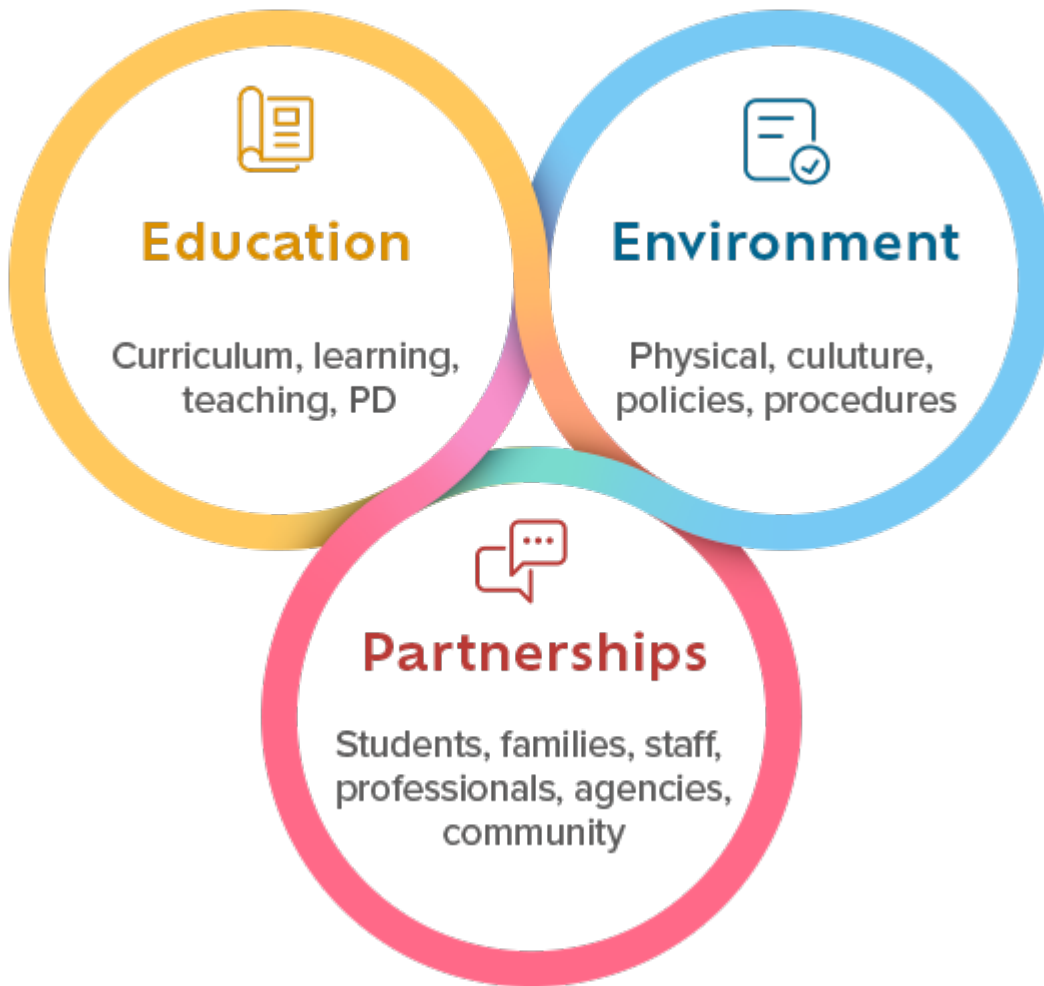 Education
Curriculum, learning,
teaching, PD
Environment
Physical, culuture,
policies, procedures
Partnerships
Students, families, staff,
professionals, agencies,
community